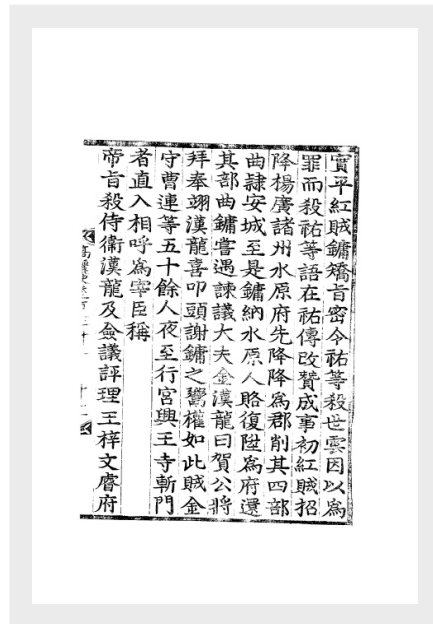 實平紅賊鏞矯旨密令祐等殺世雲因以爲
罪而殺祐等語在祐傳改贊成事初紅賊招
降楊廣諸州水原府先降降爲郡削其四部
曲隷安城至是鏞納水原人賂復陞爲府還
其部曲鏞嘗遇諫議大夫金漢龍曰賀公將
拜奉翊漢龍喜叩頭謝鏞之鬻權如此賊金
守曹連等五十餘人夜至行宮興王寺斬門
者直入相呼爲宰臣稱
帝旨殺侍衛漢龍及僉議評理王梓文睿府